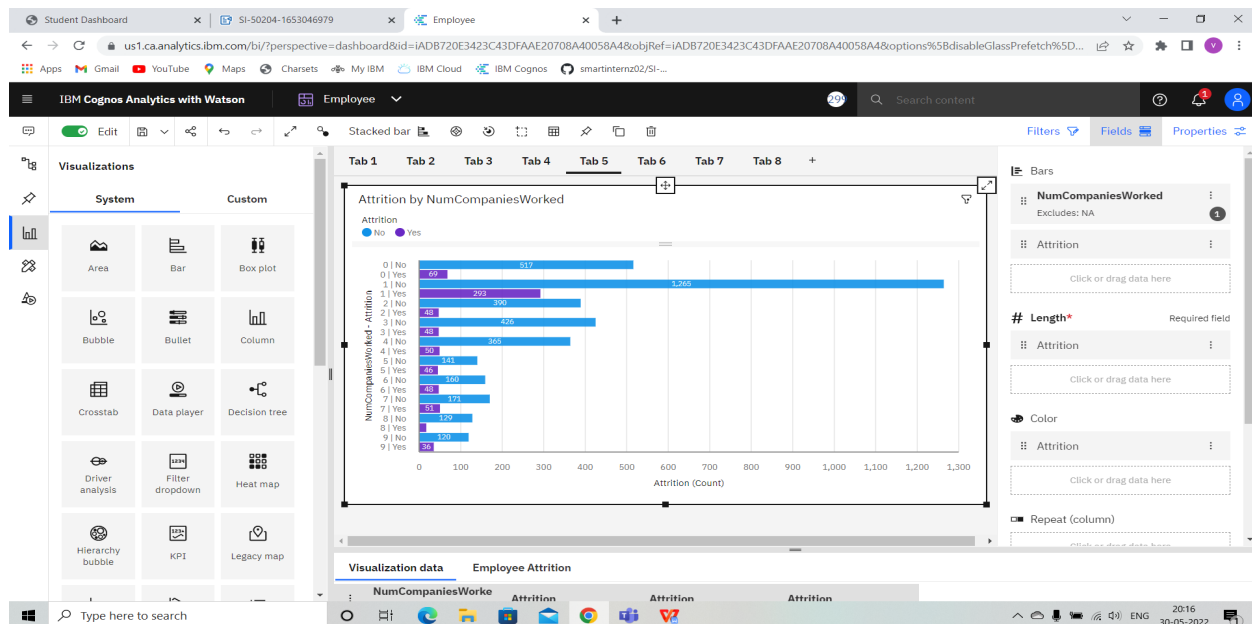 Student Dashboard
SI-50204-1653046979
Employee
us1.ca.analytics.ibm.com/bi/?perspective=dashboard&id=iADB720E3423C43DFAAE20708A40058A4&objRef=iADB720E3423C43DFAAE20708A40058A4&options%5BdisableGlassPrefetch%5D...
V
Apps Gmail YouTube Maps Charsets My IBM IBM Cloud IBM Cognos smartinternz02/SI-...
IBM Cognos Analytics with Watson
Employee
299
Search content
1
Edit
Stacked bar
Filters
Fields
Properties
Visualizations
System
Custom
Area
Bar
Box plot
Bubble
Bullet
Column
Crosstab
Data player
Decision tree
Driver
analysis
Filter
dropdown
Heat map
Hierarchy
bubble
KPI
Legacy map
Tab 1 Tab 2 Tab 3 Tab 4 Tab 5 Tab 6 Tab 7 Tab 8 +
Attrition by NumCompaniesWorked
Attrition
No Yes
NumCompaniesWorked - Attrition
0 | No 517
0 | Yes 69
1 | No 1,265
1 | Yes 293
2 | No 390
2 | Yes 48
3 | No 426
3 | Yes 48
4 | No 365
4 | Yes 50
5 | No 141
5 | Yes 46
6 | No 160
6 | Yes 48
7 | No 171
7 | Yes 51
8 | No 129
8 | Yes
9 | No 120
9 | Yes 36
0 100 200 300 400 500 600 700 800 900 1,000 1,100 1,200 1,300
Attrition (Count)
Bars
NumCompaniesWorked
Excludes: NA
1
Attrition
Click or drag data here
# Length*
Required field
Attrition
Click or drag data here
Color
Attrition
Click or drag data here
Repeat (column)
Click or drag data here
Visualization data
Employee Attrition
NumCompaniesWorke
Attrition
Attrition
Attrition
Type here to search
ENG
20:16
30-05-2022
1